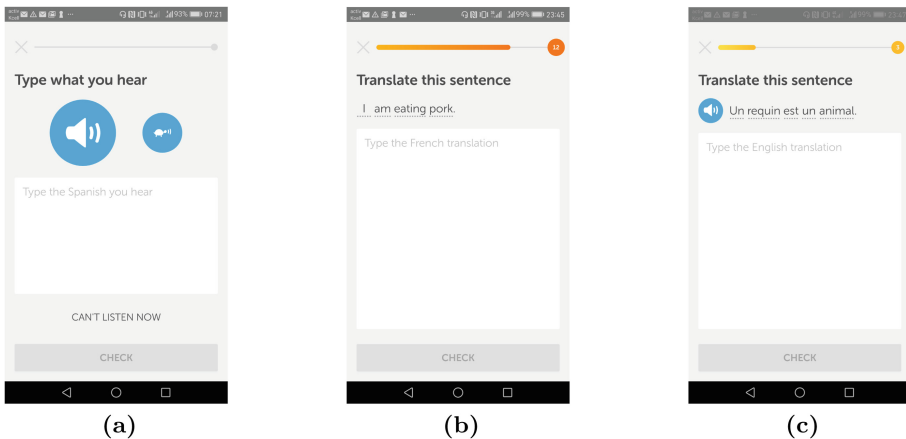 93% 07:21
Type what you hear
Type the Spanish you hear
CAN'T LISTEN NOW
CHECK
(a)
99% 23:45
12
Translate this sentence
I am eating pork.
Type the French translation
CHECK
(b)
99%
2
Translate this sentence
Un requin est un animal.
Type the English translation
CHECK
(c)